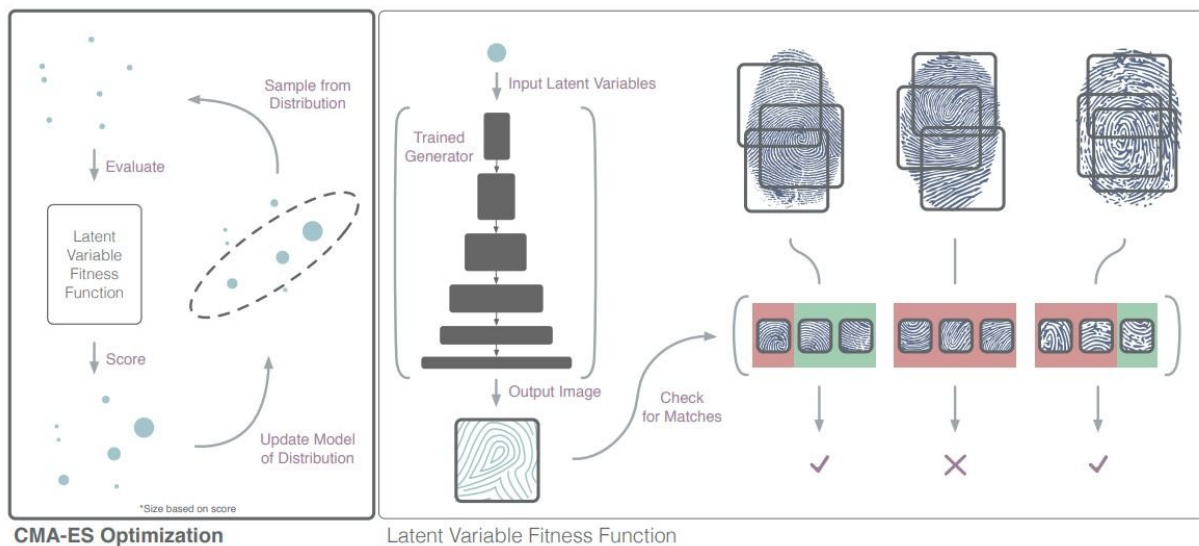 Sample from
Distribution
Evaluate
Latent
Variable
Fitness
Function
Score
Update Model
of Distribution
*Size based on score
CMA-ES Optimization
Input Latent Variables
Trained
Generator
Output Image
Check
for Matches
Latent Variable Fitness Function